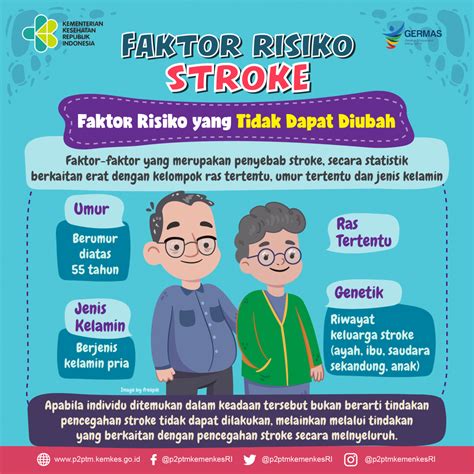 KEMENTERIAN
KESEHATAN
REPUBLIK
INDONESIA
GERMAS
FAKTOR RISIKO
STROKE
Faktor Risiko yang Tidak Dapat Diubah
Faktor-faktor yang merupakan penyebab stroke, secara statistik
berkaitan erat dengan kelompok ras tertentu, umur tertentu dan jenis kelamin
Umur
Berumur
diatas
55 tahun
Jenis
Kelamin
Berjenis
kelamin pria
Ras
Tertentu
Genetik
Riwayat
keluarga stroke
(ayah, ibu, saudara
sekandung, anak)
Image by freepik
Apabila individu ditemukan dalam keadaan tersebut bukan berarti tindakan
pencegahan stroke tidak dapat dilakukan, melainkan melalui tindakan
yang berkaitan dengan pencegahan stroke secara menyeluruh.
www.p2ptm.kemkes.go.id @p2ptmkemenkesRI @p2ptmkemenkesRI @p2ptmkemenkesRI